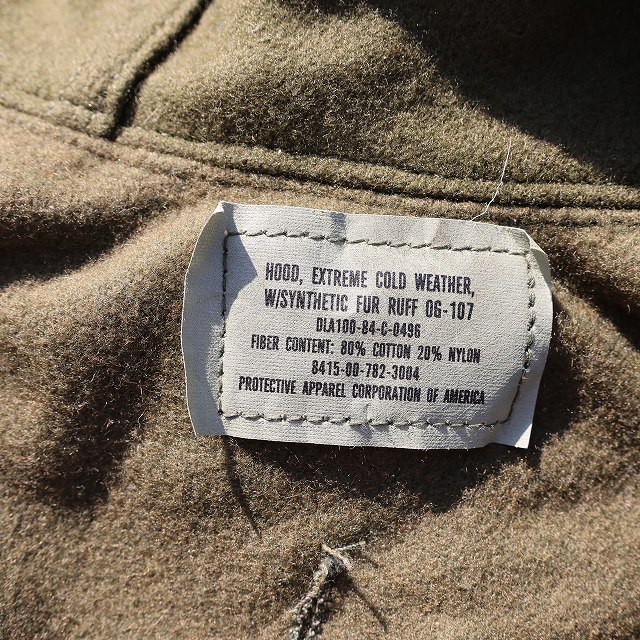 HOOD, EXTREME COLD WEATHER,
W/SYNTHETIC FUR RUFF OG-107
DLA100-84-C-0496
FIBER CONTENT: 80% COTTON 20% NYLON
8415-00-782-3004
PROTECTIVE APPAREL CORPORATION OF AMERICA